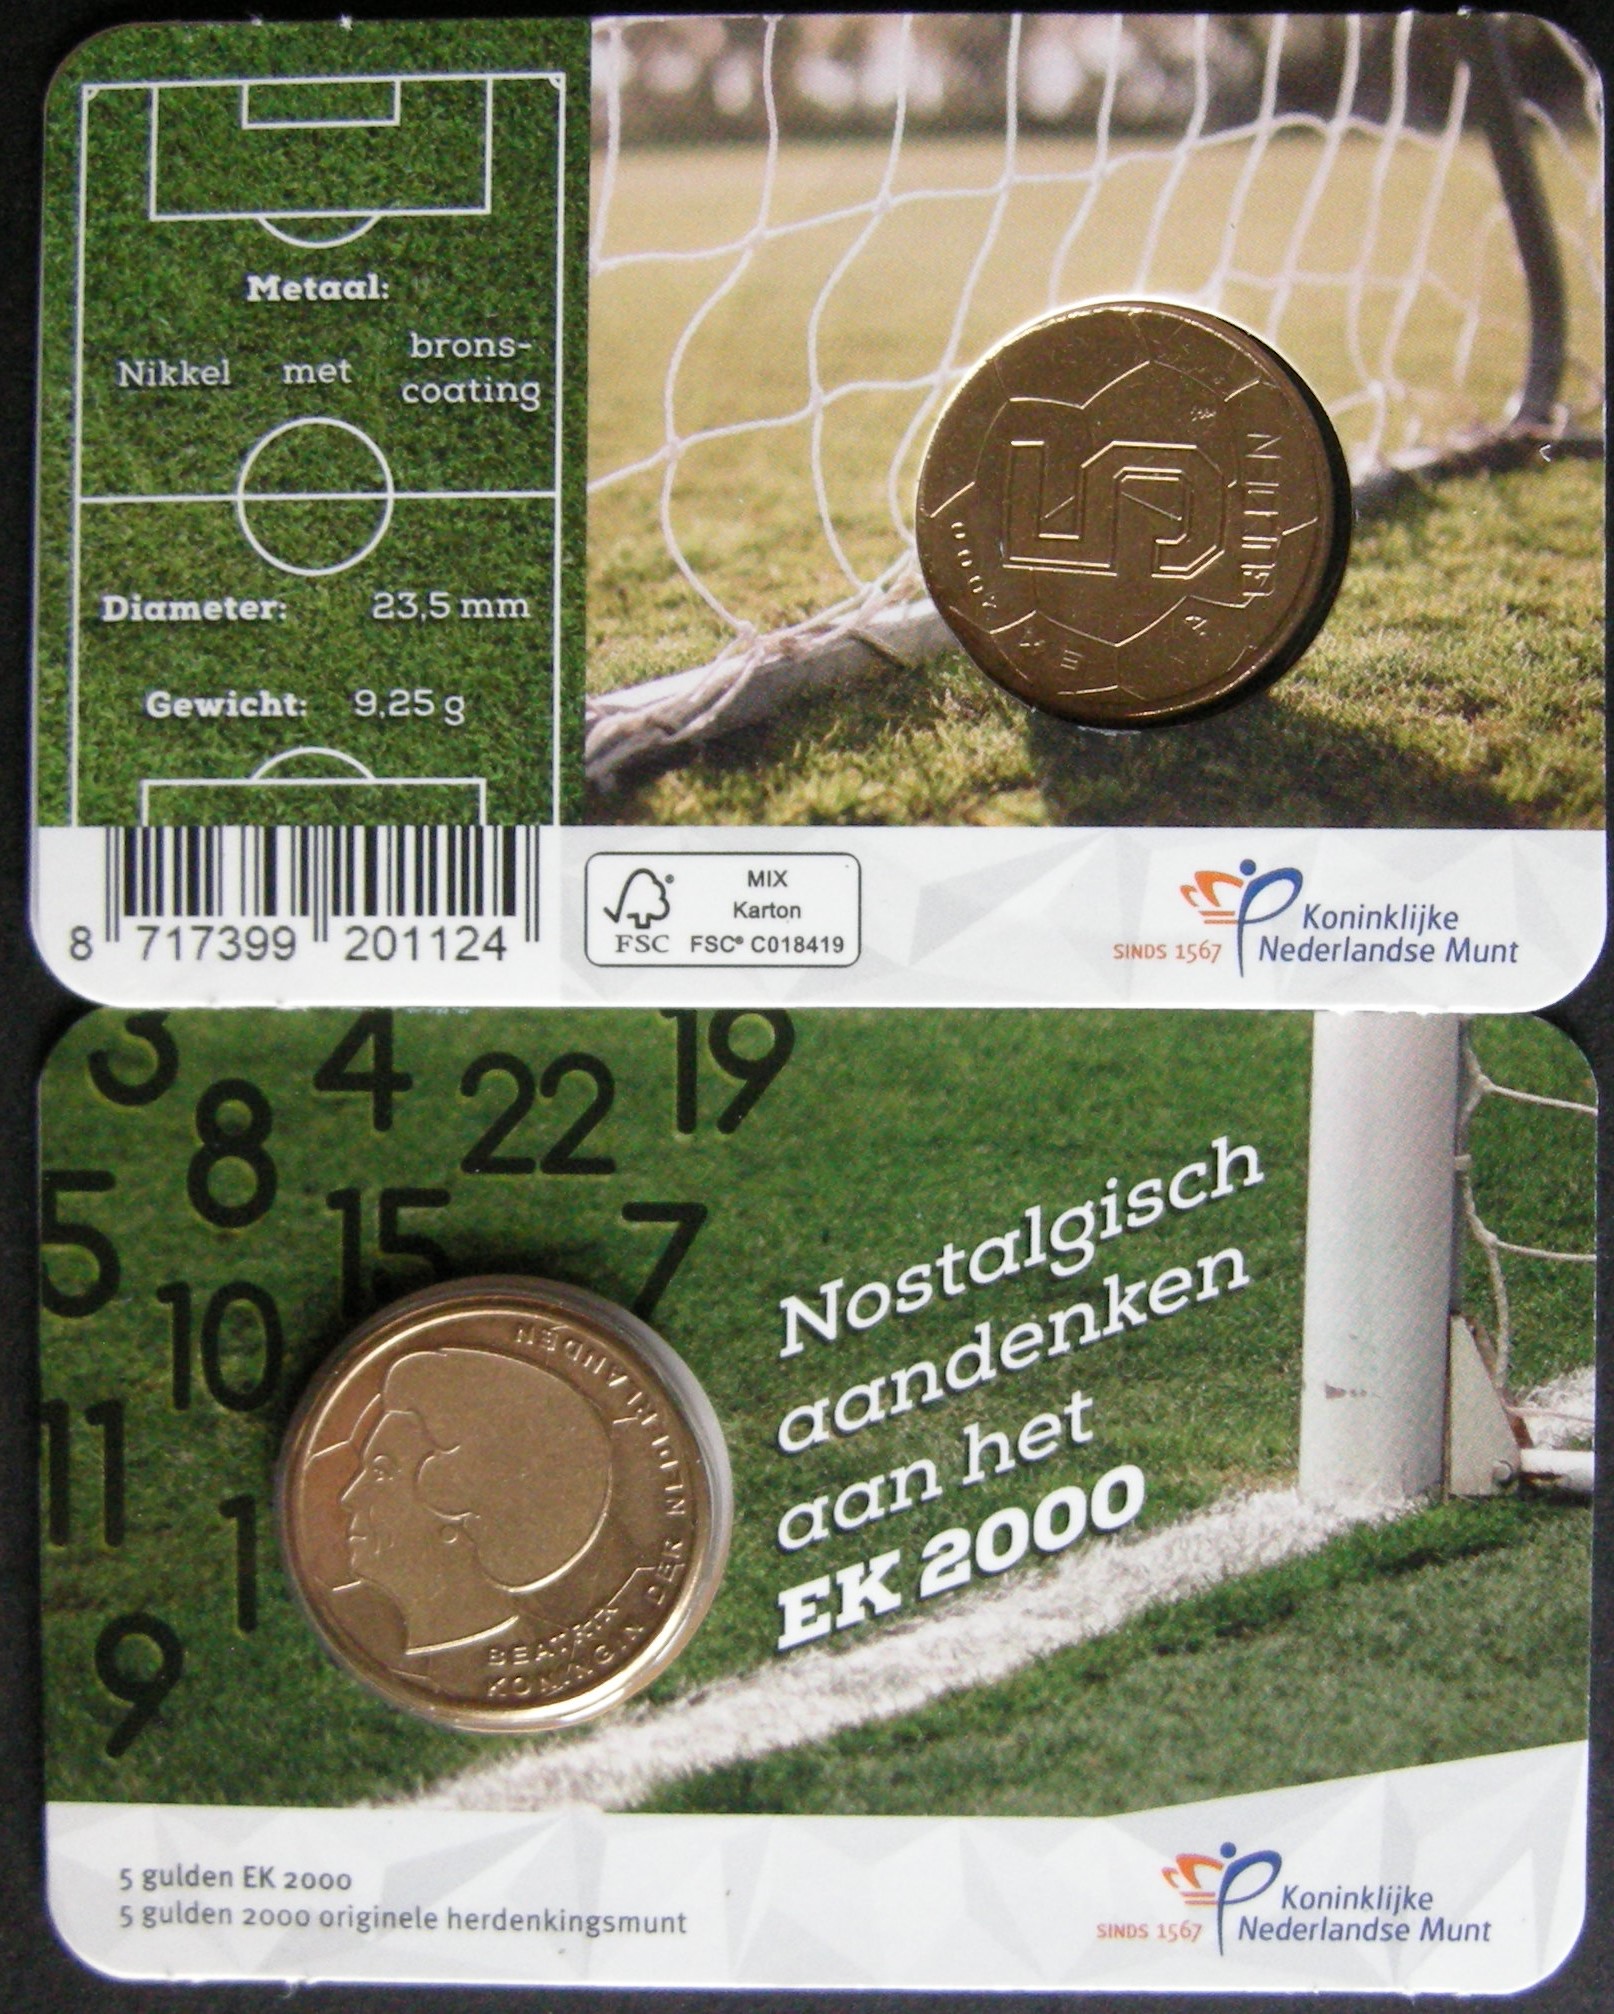 Metaal:
Nikkel met brons-
coating
Diameter: 23,5 mm
Gewicht: 9,25 g
5
EK 2000
8 717399 201124
FSC
MIX
Karton
FSC® C018419
SINDS 1567
Koninklijke
Nederlandse Munt
3 4 19
8 22
5 15 7
10
11
1
9
BEATRIX
KONINGIN DER NEDERLANDEN
Nostalgisch
aandenken
aan het
EK 2000
5 gulden EK 2000
5 gulden 2000 originele herdenkingsmunt
SINDS 1567
Koninklijke
Nederlandse Munt